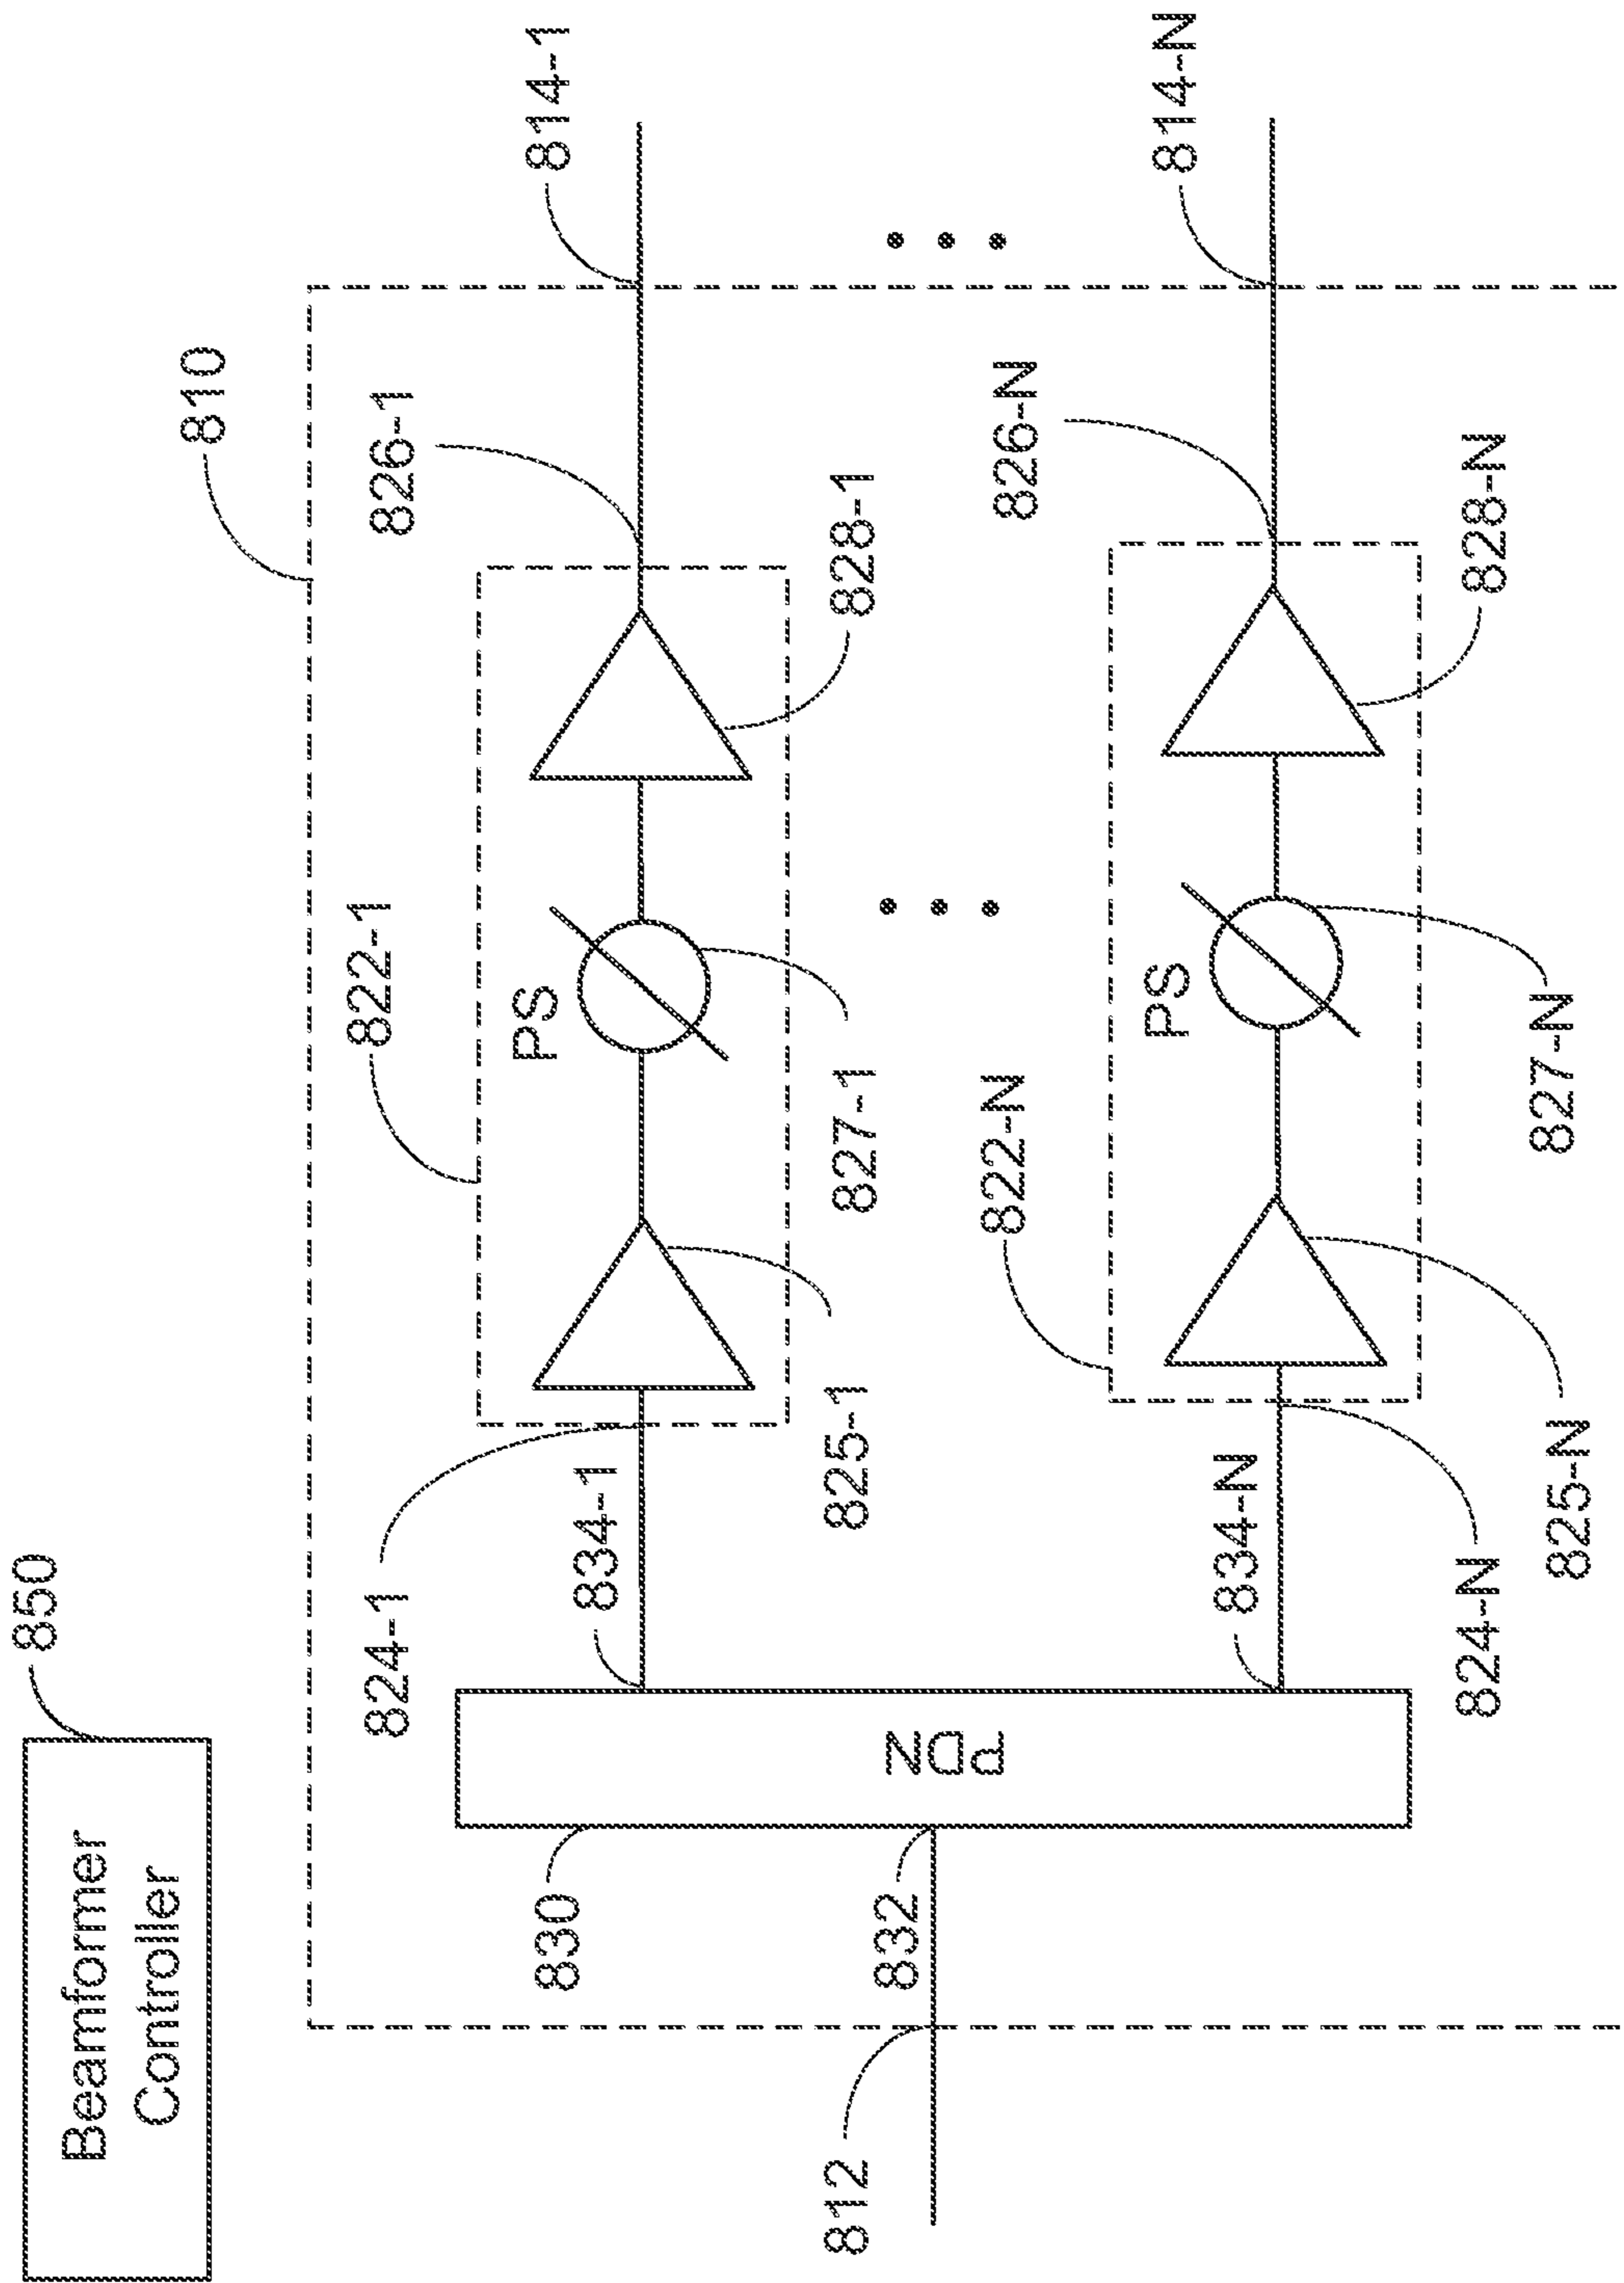 850
Beamformer
Controller
810
822-1
826-1
814-1
824-1
834-1
PS
825-1
827-1
828-1
830
832
812
PDN
822-N
826-N
814-N
834-N
PS
824-N
825-N
827-N
828-N